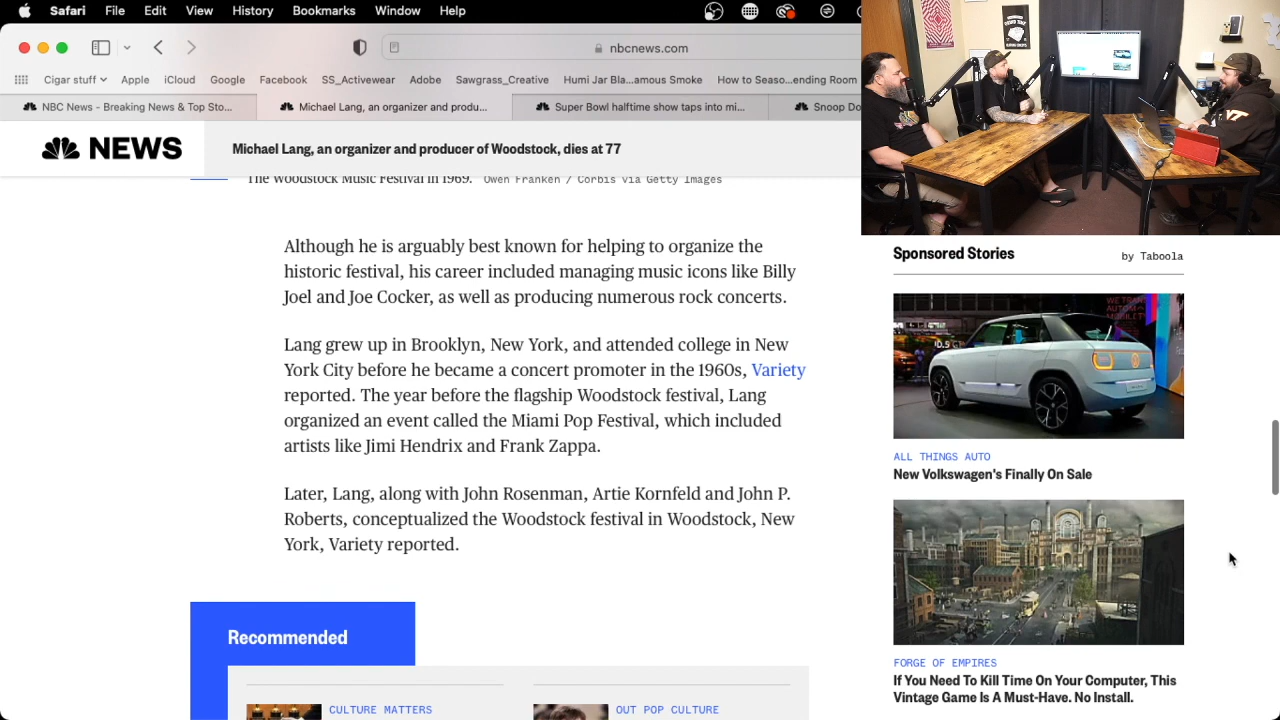 nbcnews.com
Cigar stuff Apple iCloud Google Facebook SS_Activewear YouTube Sawgrass_Creative Humi Jar Bla...amous Smoke How to Seaso...ending Room
NBC News - Breaking News & Top Sto...
Michael Lang, an organizer and produ...
Super Bowl halftime show taps into mi...
Snoop Do
NEWS
Michael Lang, an organizer and producer of Woodstock, dies at 77
The Woodstock Music Festival in 1969. Owen Franken / Corbis via Getty Images
Although he is arguably best known for helping to organize the
historic festival, his career included managing music icons like Billy
Joel and Joe Cocker, as well as producing numerous rock concerts.
Lang grew up in Brooklyn, New York, and attended college in New
York City before he became a concert promoter in the 1960s, Variety
reported. The year before the flagship Woodstock festival, Lang
organized an event called the Miami Pop Festival, which included
artists like Jimi Hendrix and Frank Zappa.
Later, Lang, along with John Rosenman, Artie Kornfeld and John P.
Roberts, conceptualized the Woodstock festival in Woodstock, New
York, Variety reported.
Recommended
CULTURE MATTERS
OUT POP CULTURE
Sponsored Stories
by Taboola
ALL THINGS AUTO
New Volkswagen's Finally On Sale
FORGE OF EMPIRES
If You Need To Kill Time On Your Computer, This
Vintage Game Is A Must-Have. No Install.